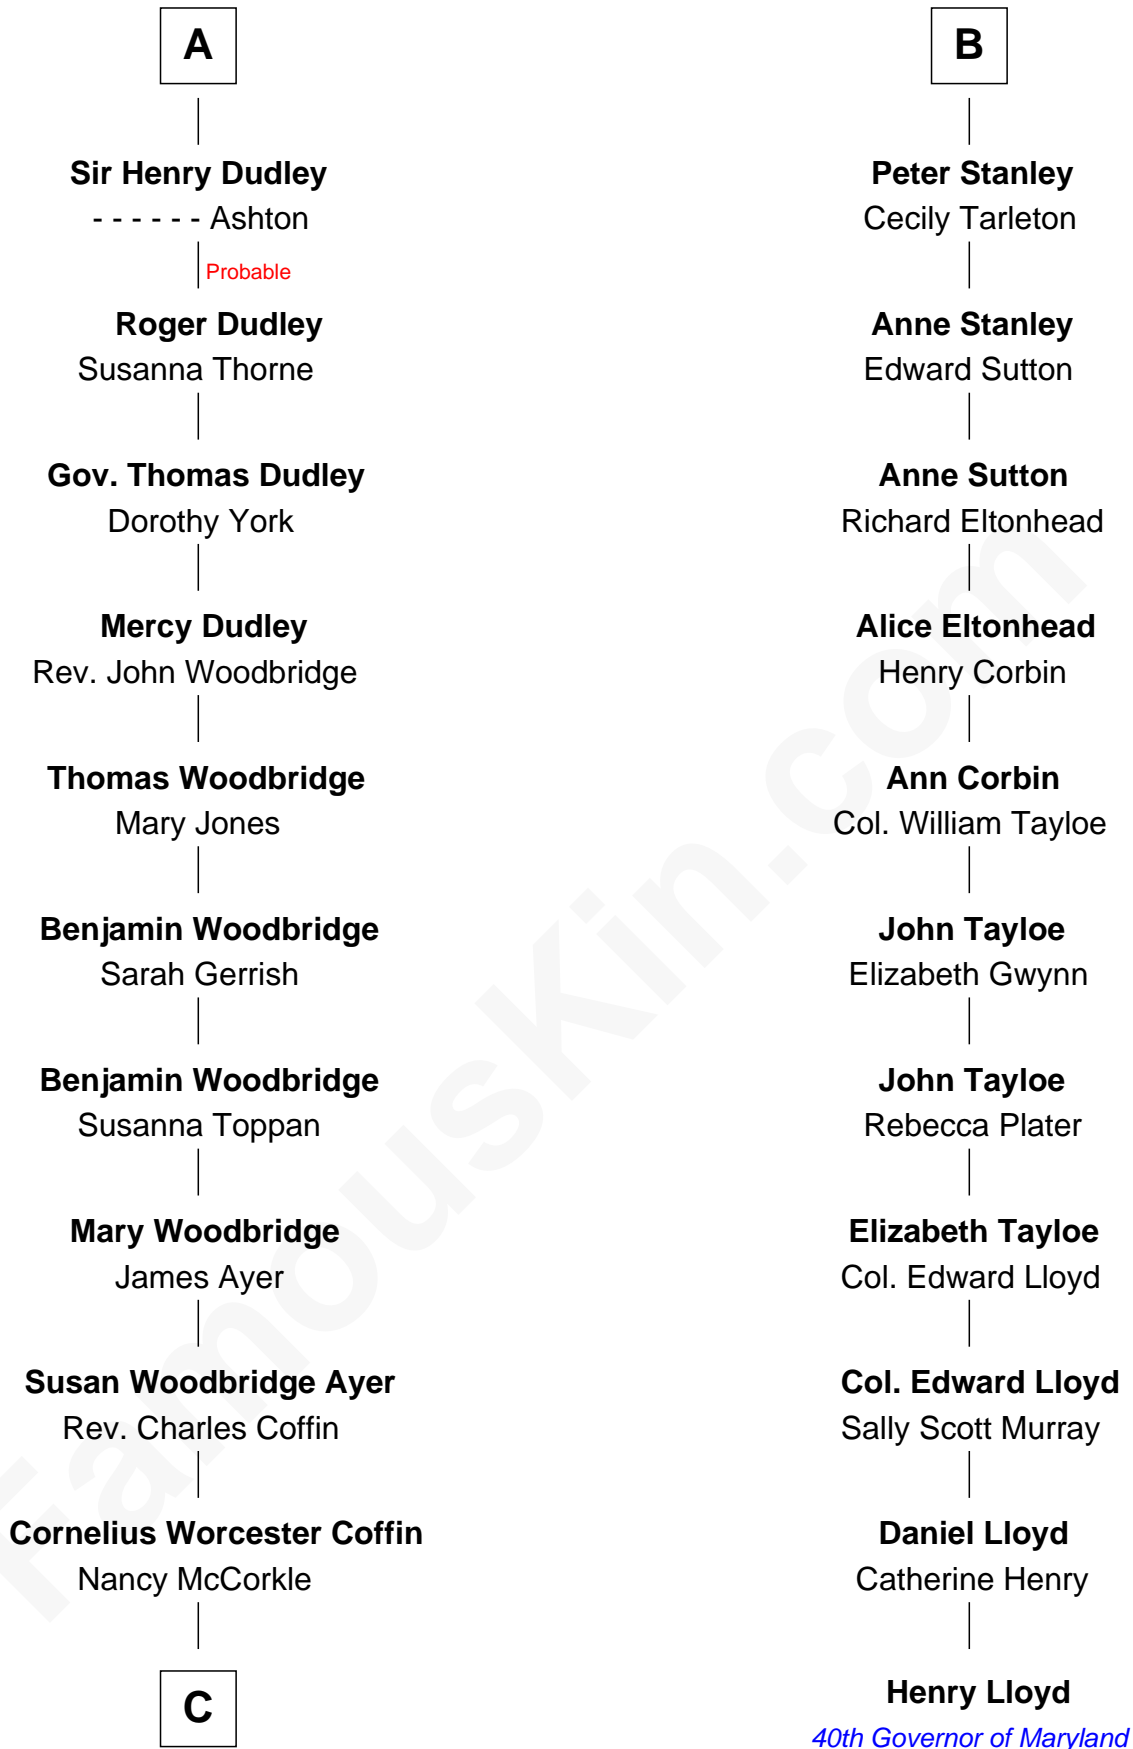 A
Sir Henry Dudley
- - - - - - Ashton
Probable
Roger Dudley
Susanna Thorne
Gov. Thomas Dudley
Dorothy York
Mercy Dudley
Rev. John Woodbridge
Thomas Woodbridge
Mary Jones
Benjamin Woodbridge
Sarah Gerrish
Benjamin Woodbridge
Susanna Toppan
Mary Woodbridge
James Ayer
Susan Woodbridge Ayer
Rev. Charles Coffin
Cornelius Worcester Coffin
Nancy McCorkle
C
B
Peter Stanley
Cecily Tarleton
Anne Stanley
Edward Sutton
Anne Sutton
Richard Eltonhead
Alice Eltonhead
Henry Corbin
Ann Corbin
Col. William Tayloe
John Tayloe
Elizabeth Gwynn
John Tayloe
Rebecca Plater
Elizabeth Tayloe
Col. Edward Lloyd
Col. Edward Lloyd
Sally Scott Murray
Daniel Lloyd
Catherine Henry
Henry Lloyd
40th Governor of Maryland
FamousKin.com